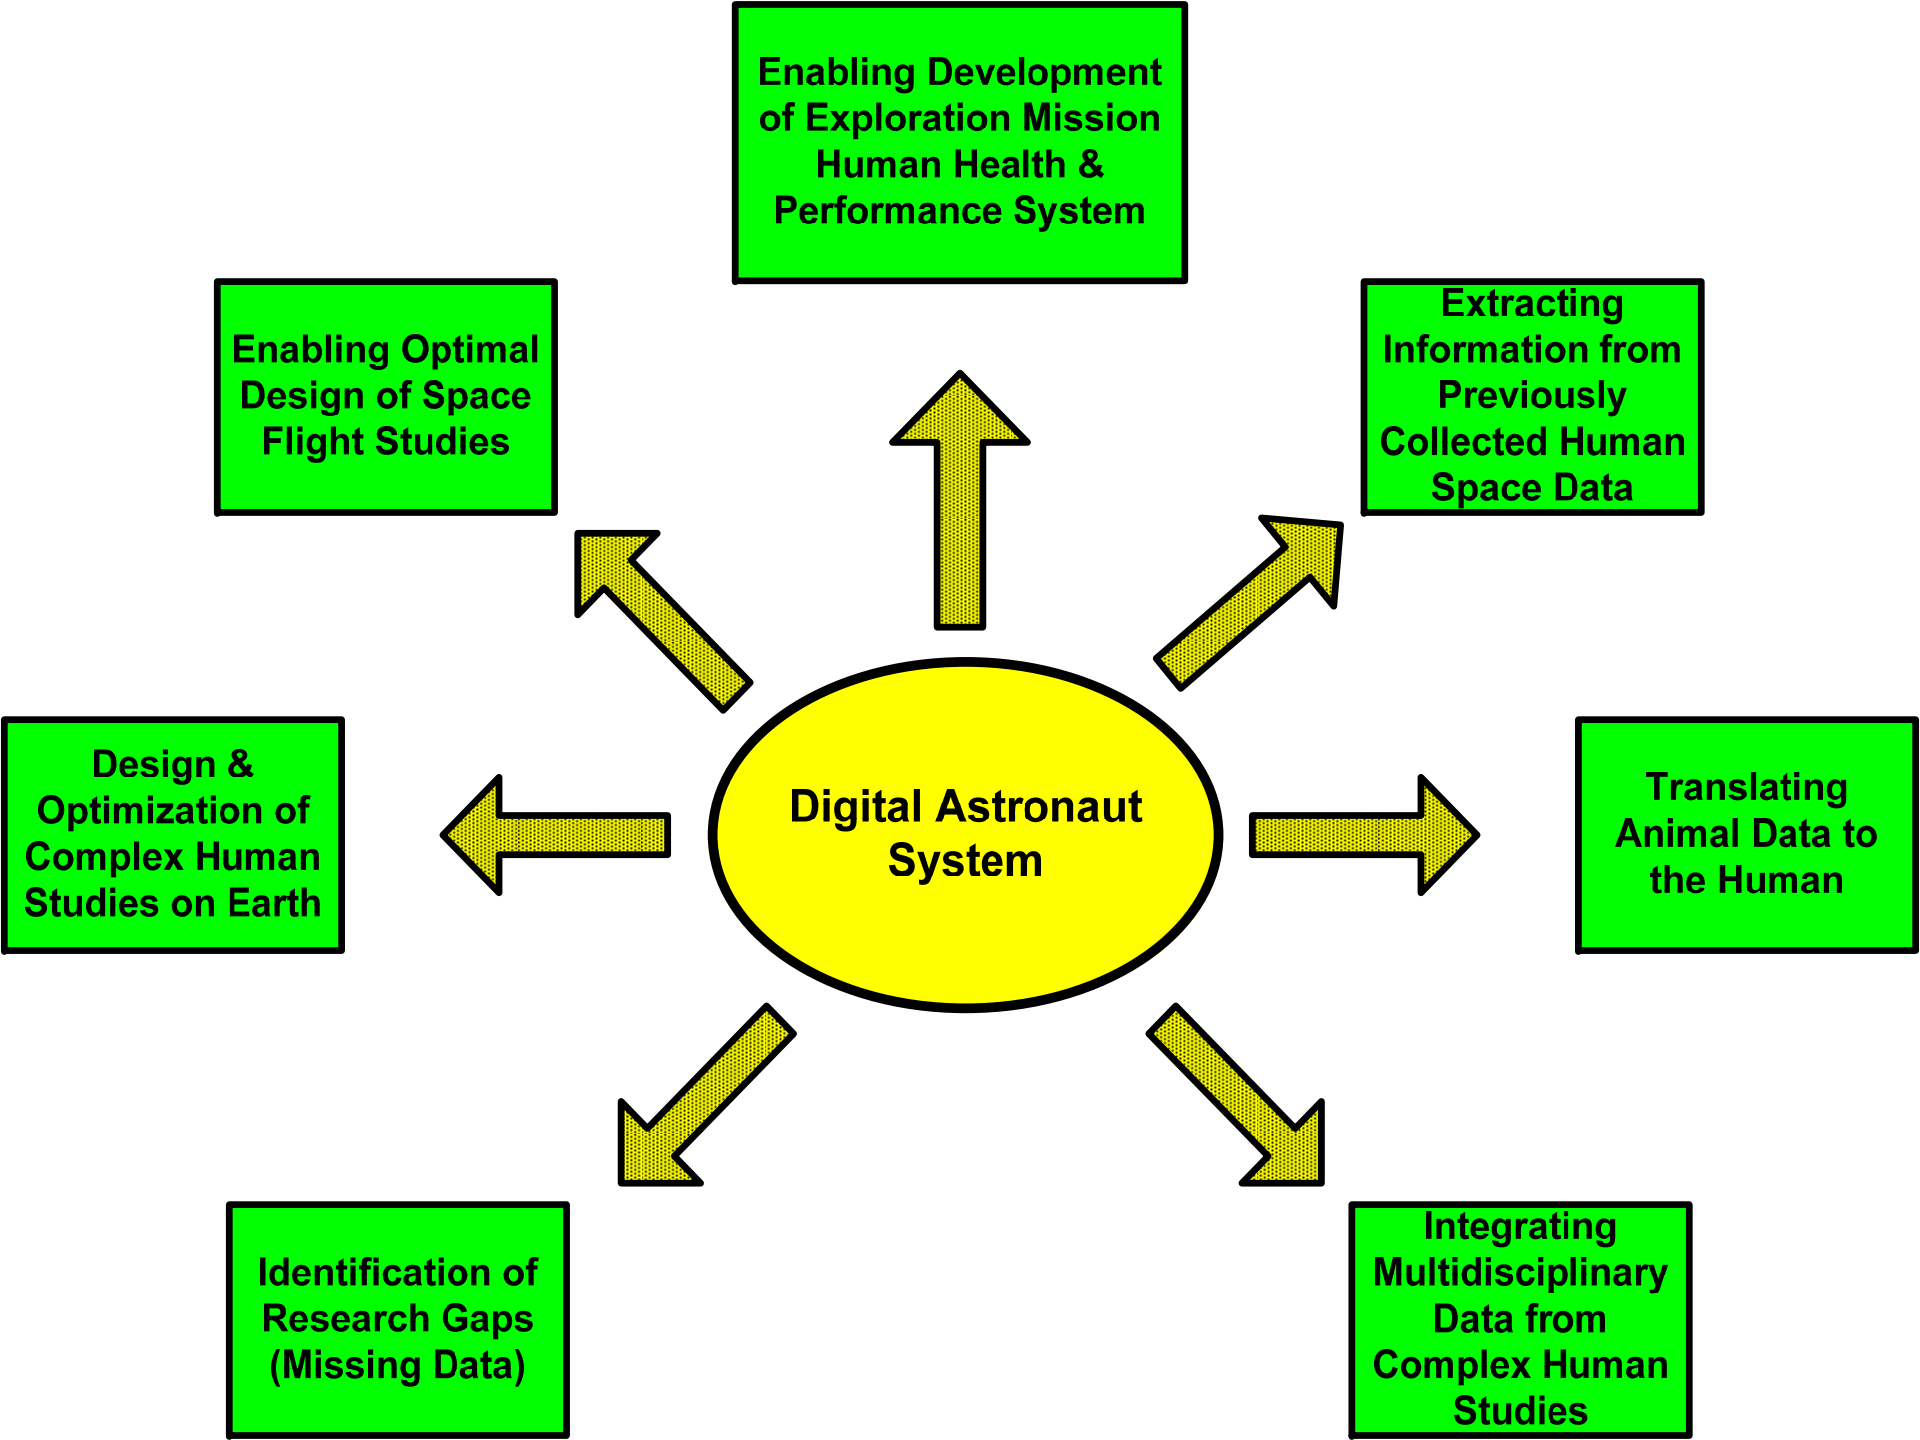 Enabling Development
of Exploration Mission
Human Health &
Performance System
Enabling Optimal
Design of Space
Flight Studies
Extracting
Information from
Previously
Collected Human
Space Data
Design &
Optimization of
Complex Human
Studies on Earth
Digital Astronaut
System
Translating
Animal Data to
the Human
Identification of
Research Gaps
(Missing Data)
Integrating
Multidisciplinary
Data from
Complex Human
Studies